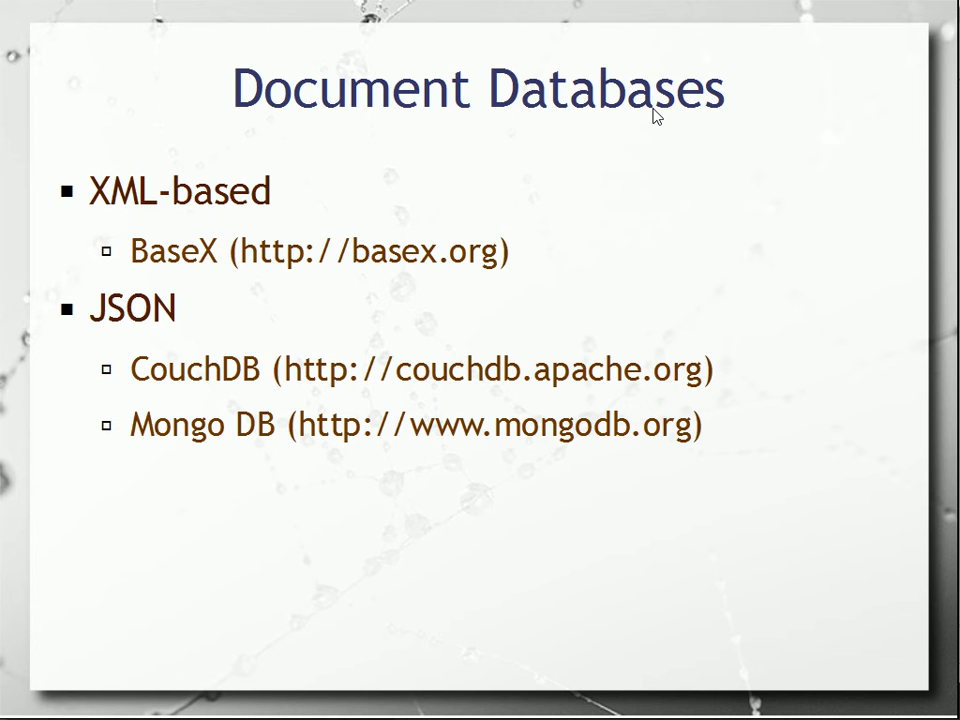 Document Databases
XML-based
BaseX (http://basex.org)
JSON
CouchDB (http://couchdb.apache.org)
Mongo DB (http://www.mongodb.org)